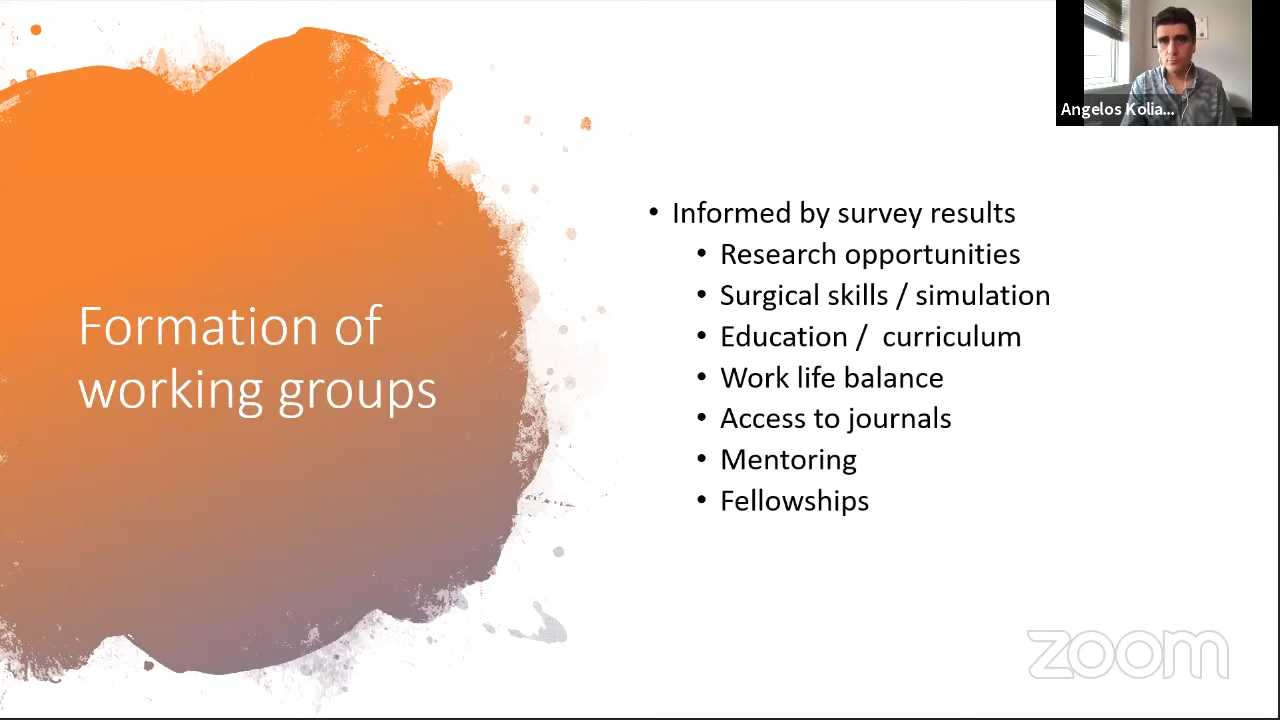 Angelos Kolia...
Formation of
working groups
• Informed by survey results
• Research opportunities
• Surgical skills / simulation
• Education / curriculum
• Work life balance
• Access to journals
• Mentoring
• Fellowships
zoom